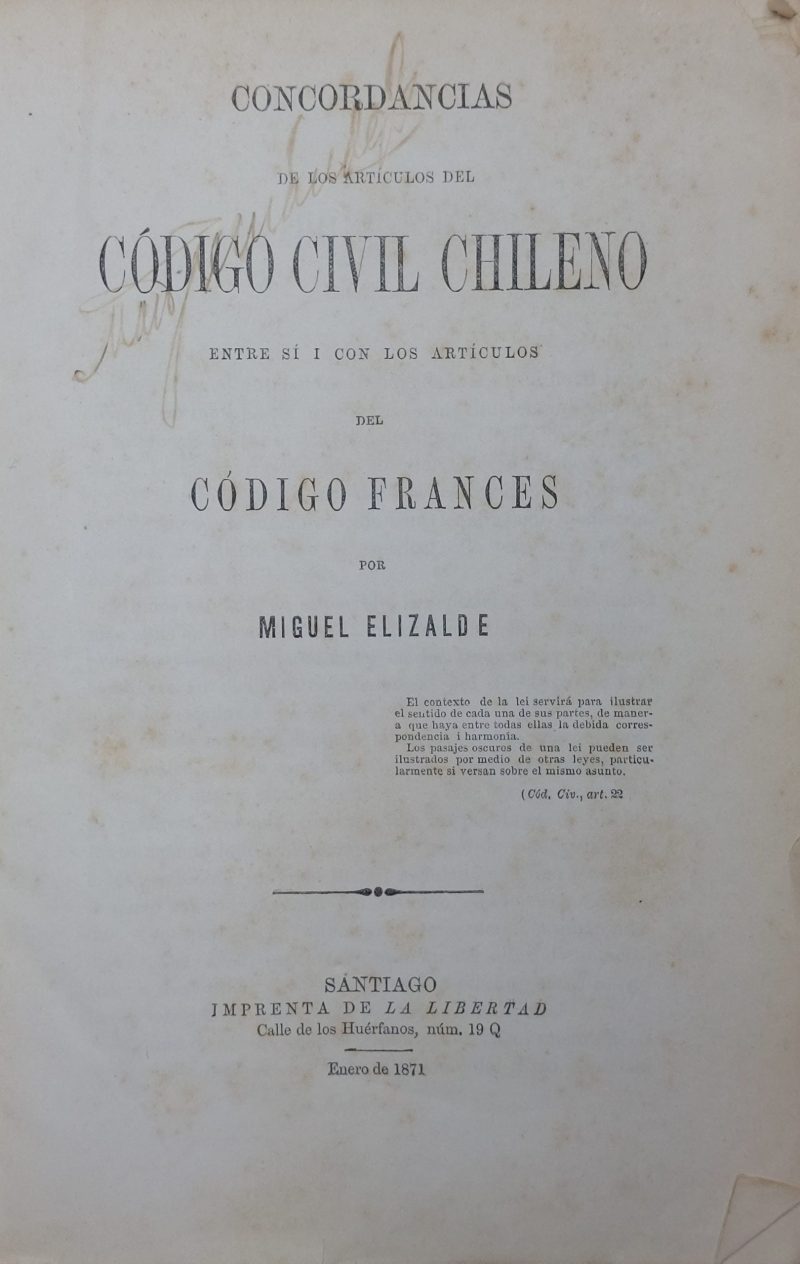 CONCORDANCIAS
DE LOS ARTÍCULOS DEL
CÓDIGO CIVIL CHILENO
ENTRE SÍ I CON LOS ARTÍCULOS
DEL
CÓDIGO FRANCES
POR
MIGUEL ELIZALDE
El contexto de la lei servirá para ilustrar
el sentido de cada una de sus partes, de maner-
a que haya entre todas ellas la debida corres-
pondencia i harmonía.
Los pasajes oscuros de una lei pueden ser
ilustrados por medio de otras leyes, particu-
larmente si versan sobre el mismo asunto.
(Cód. Civ., art. 22
SANTIAGO
IMPRENTA DE LA LIBERTAD
Calle de los Huérfanos, núm. 19 Q
Enero de 1871